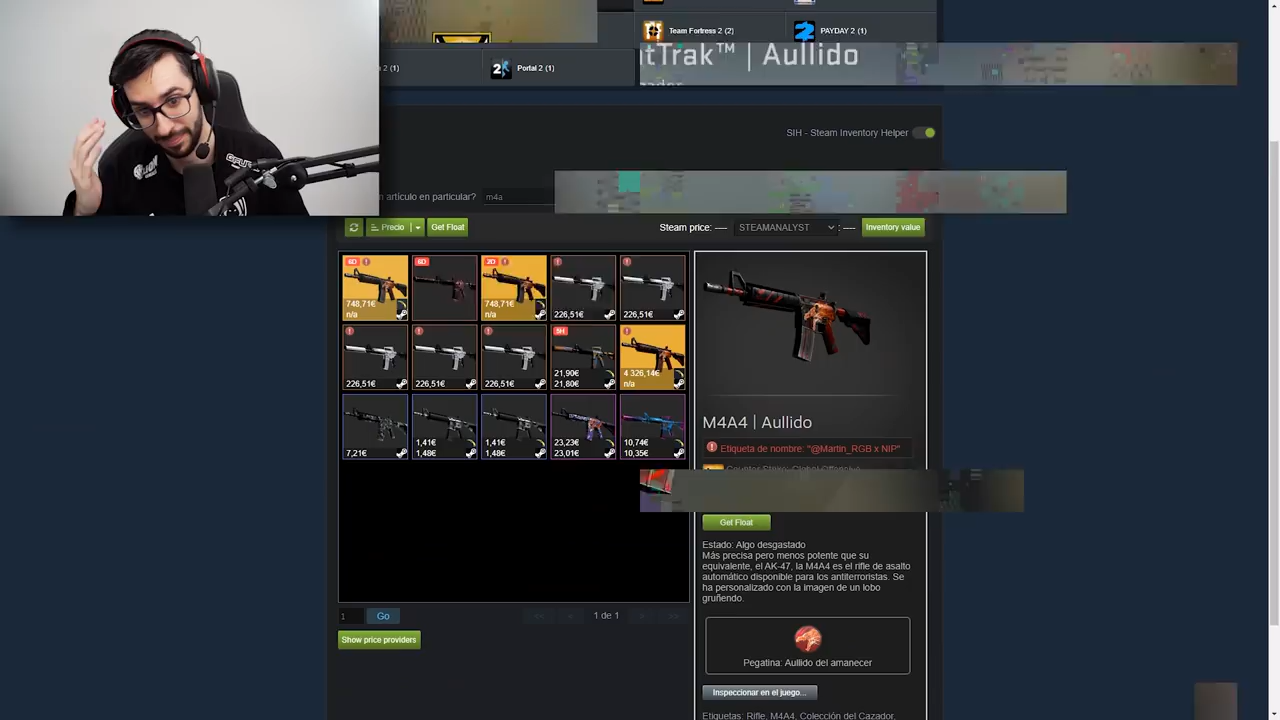 Team Fortress 2 (2)
PAYDAY 2 (1)
tTrak™ | Aullido
2 (1)
Portal 2 (1)
SIH - Steam Inventory Helper
artículo en particular?
m4a
Precio
Get Float
Steam price: ----
STEAMANALYST
: ----
Inventory value
6D
6D
2D
748,71€
n/a
748,71€
n/a
226,51€
226,51€
5H
226,51€
226,51€
226,51€
21,90€
21,80€
4 326,14€
n/a
7,21€
1,41€
1,48€
1,41€
1,48€
23,23€
23,01€
10,74€
10,35€
M4A4 | Aullido
Etiqueta de nombre: "@Martin_RGB x NIP"
Get Float
Estado: Algo desgastado
Más precisa pero menos potente que su
equivalente, el AK-47, la M4A4 es el rifle de asalto
automático disponible para los antiterroristas. Se
ha personalizado con la imagen de un lobo
gruñendo.
1
Go
<<
<
1 de 1
>
>>
Show price providers
Pegatina: Aullido del amanecer
Inspeccionar en el juego...
Etiquetas: Rifle, M4A4, Colección del Cazador,